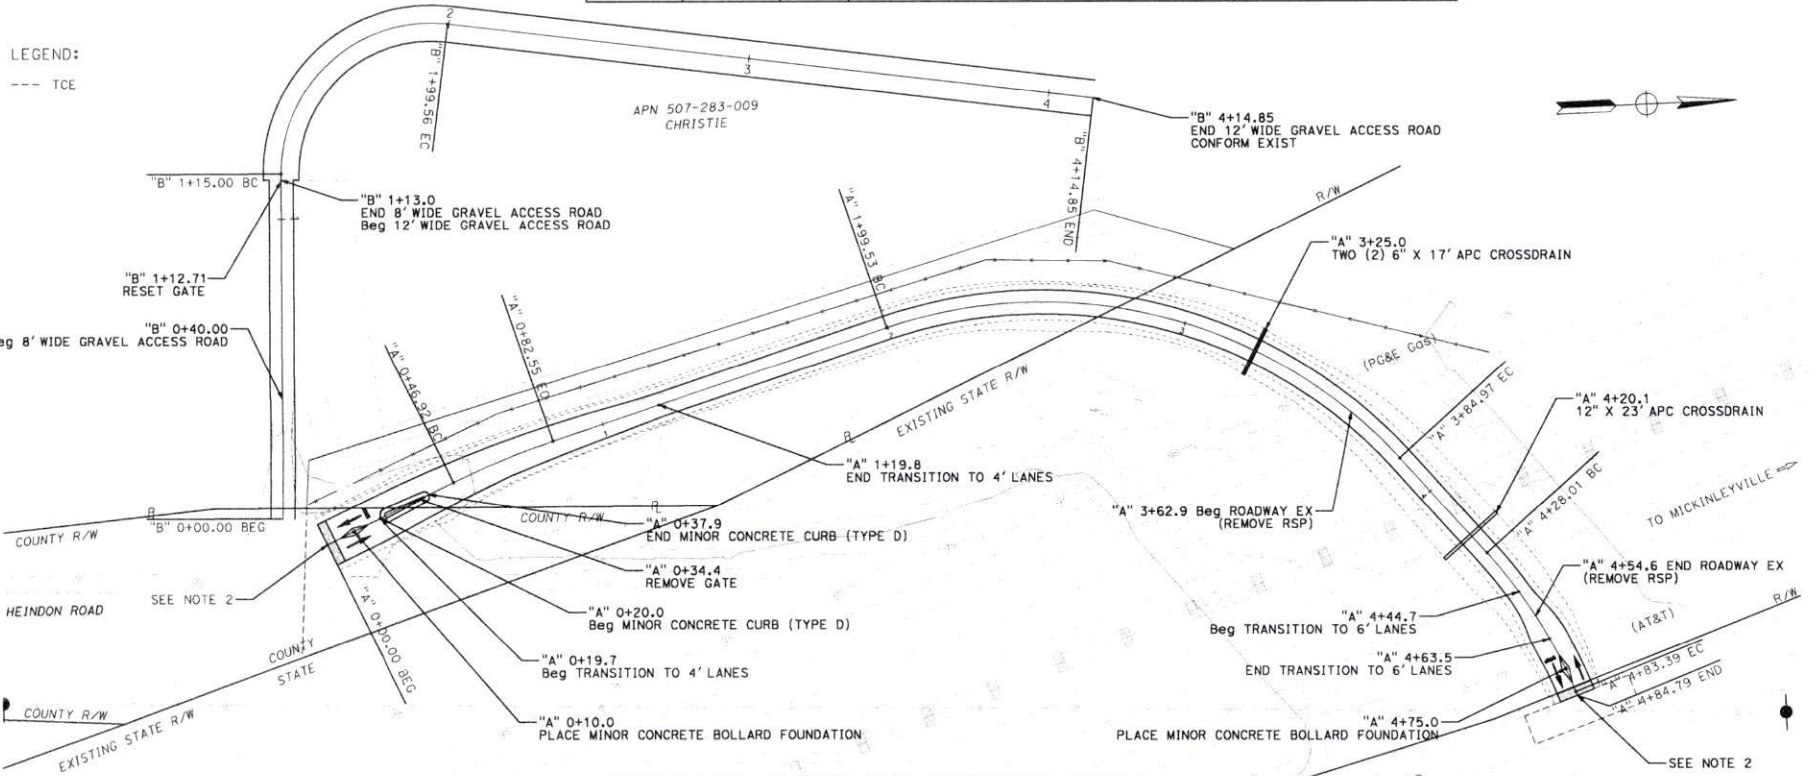 LEGEND:
--- TCE
2
3
4
"B" 1+99.56 EC
APN 507-283-009
CHRISTIE
"B" 4+14.85
END 12' WIDE GRAVEL ACCESS ROAD
CONFORM EXIST
"B" 4+14.85 END
R/W
"B" 1+15.00 BC
"B" 1+13.0
END 8' WIDE GRAVEL ACCESS ROAD
Beg 12' WIDE GRAVEL ACCESS ROAD
1
"A" 1+99.53 BC
"A" 3+25.0
TWO (2) 6" X 17' APC CROSSDRAIN
"B" 1+12.71
RESET GATE
"B" 0+40.00
eg 8' WIDE GRAVEL ACCESS ROAD
"A" 0+82.55 EC
"A" 0+46.92 BC
2
3
(PG&E Gas)
"A" 3+84.97 EC
"A" 4+20.1
12" X 23' APC CROSSDRAIN
1
EXISTING STATE R/W
"A" 1+19.8
END TRANSITION TO 4' LANES
"A" 4+28.01 BC
4
TO MICKINLEYVILLE
"A" 3+62.9 Beg ROADWAY EX
(REMOVE RSP)
"B" 0+00.00 BEG
COUNTY R/W
COUNTY R/W
"A" 0+37.9
END MINOR CONCRETE CURB (TYPE D)
"A" 0+34.4
REMOVE GATE
"A" 4+54.6 END ROADWAY EX
(REMOVE RSP)
SEE NOTE 2
HEINDON ROAD
"A" 0+20.0
Beg MINOR CONCRETE CURB (TYPE D)
"A" 4+44.7
Beg TRANSITION TO 6' LANES
(AT&T)
R/W
"A" 0+00.00 BEG
COUNTY
STATE
"A" 0+19.7
Beg TRANSITION TO 4' LANES
"A" 4+63.5
END TRANSITION TO 6' LANES
"A" 4+83.39 EC
"A" 4+84.79 END
COUNTY R/W
EXISTING STATE R/W
"A" 0+10.0
PLACE MINOR CONCRETE BOLLARD FOUNDATION
"A" 4+75.0
PLACE MINOR CONCRETE BOLLARD FOUNDATION
SEE NOTE 2